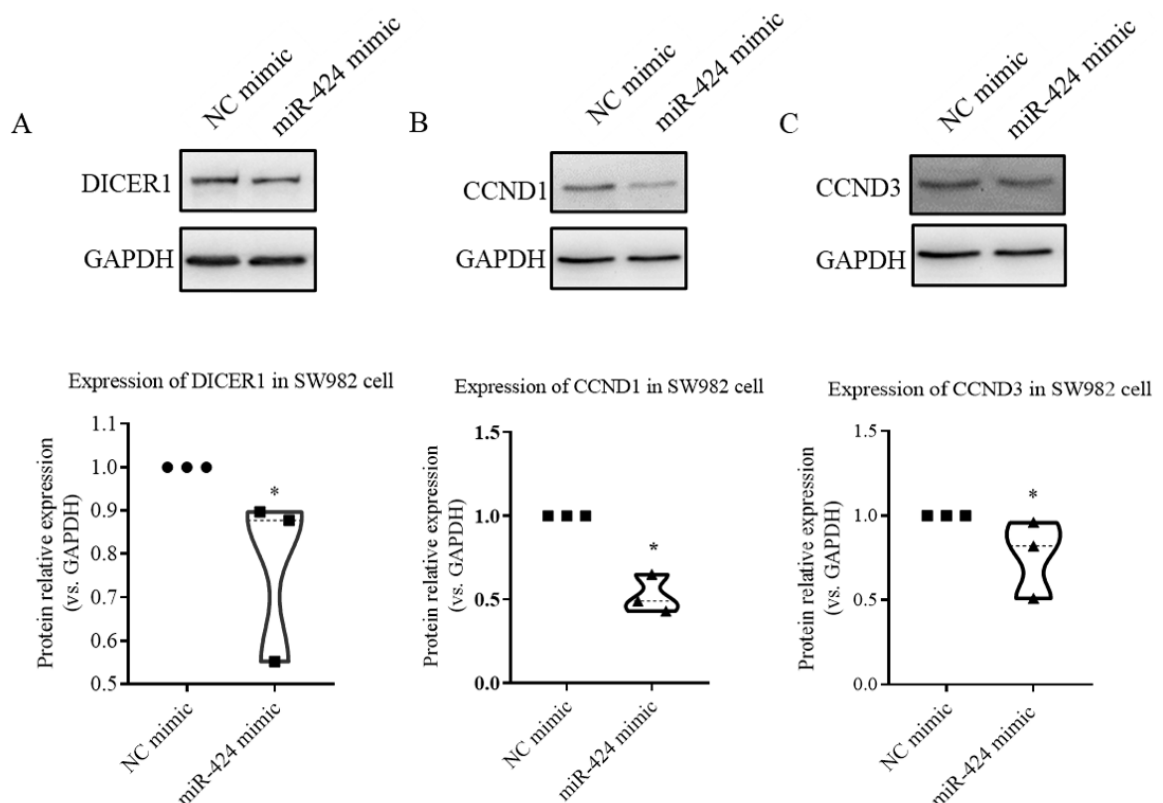 A
NC mimic
miR-424 mimic
DICER1
GAPDH
Expression of DICER1 in SW982 cell
Protein relative expression
(vs. GAPDH)
1.1
1.0
0.9
0.8
0.7
0.6
0.5
*
NC mimic
miR-424 mimic
B
NC mimic
miR-424 mimic
CCND1
GAPDH
Expression of CCND1 in SW982 cell
Protein relative expression
(vs. GAPDH)
1.5
1.0
0.5
0.0
*
NC mimic
miR-424 mimic
C
NC mimic
miR-424 mimic
CCND3
GAPDH
Expression of CCND3 in SW982 cell
Protein relative expression
(vs. GAPDH)
1.5
1.0
0.5
0.0
*
NC mimic
miR-424 mimic